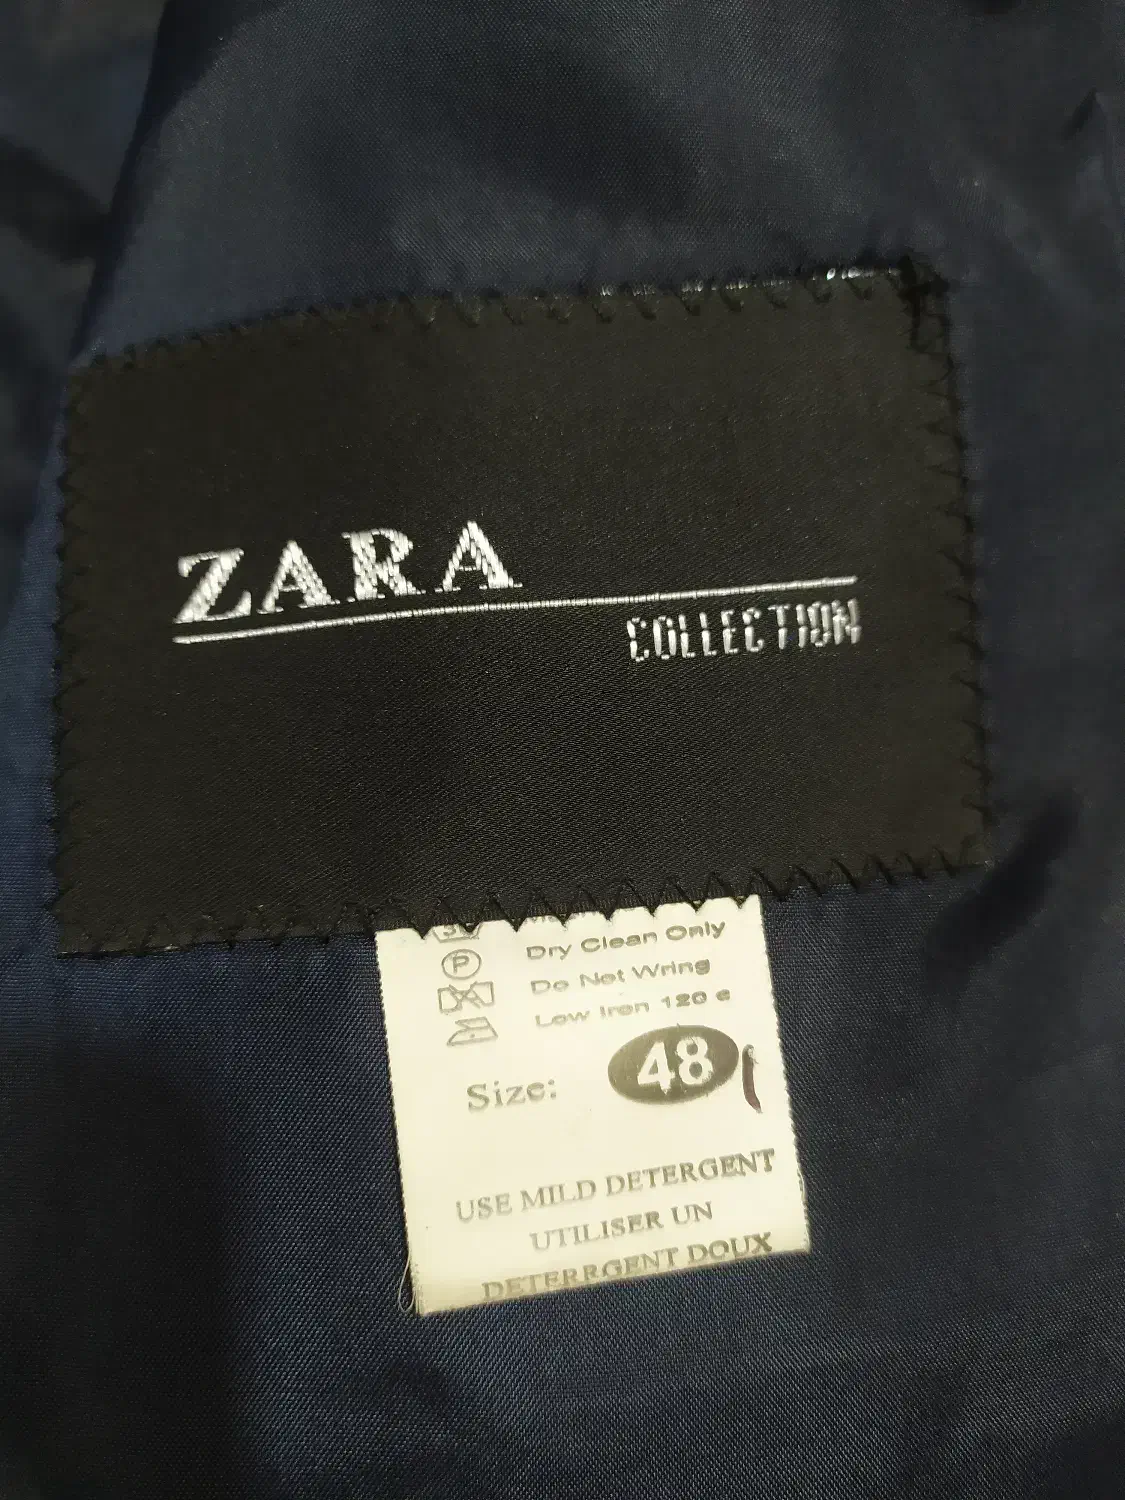 ZARA
COLLECTION
P
Dry Clean Only
Do Not Wring
Low Iron 120 c
Size: 48
USE MILD DETERGENT
UTILISER UN
DETERRGENT DOUX